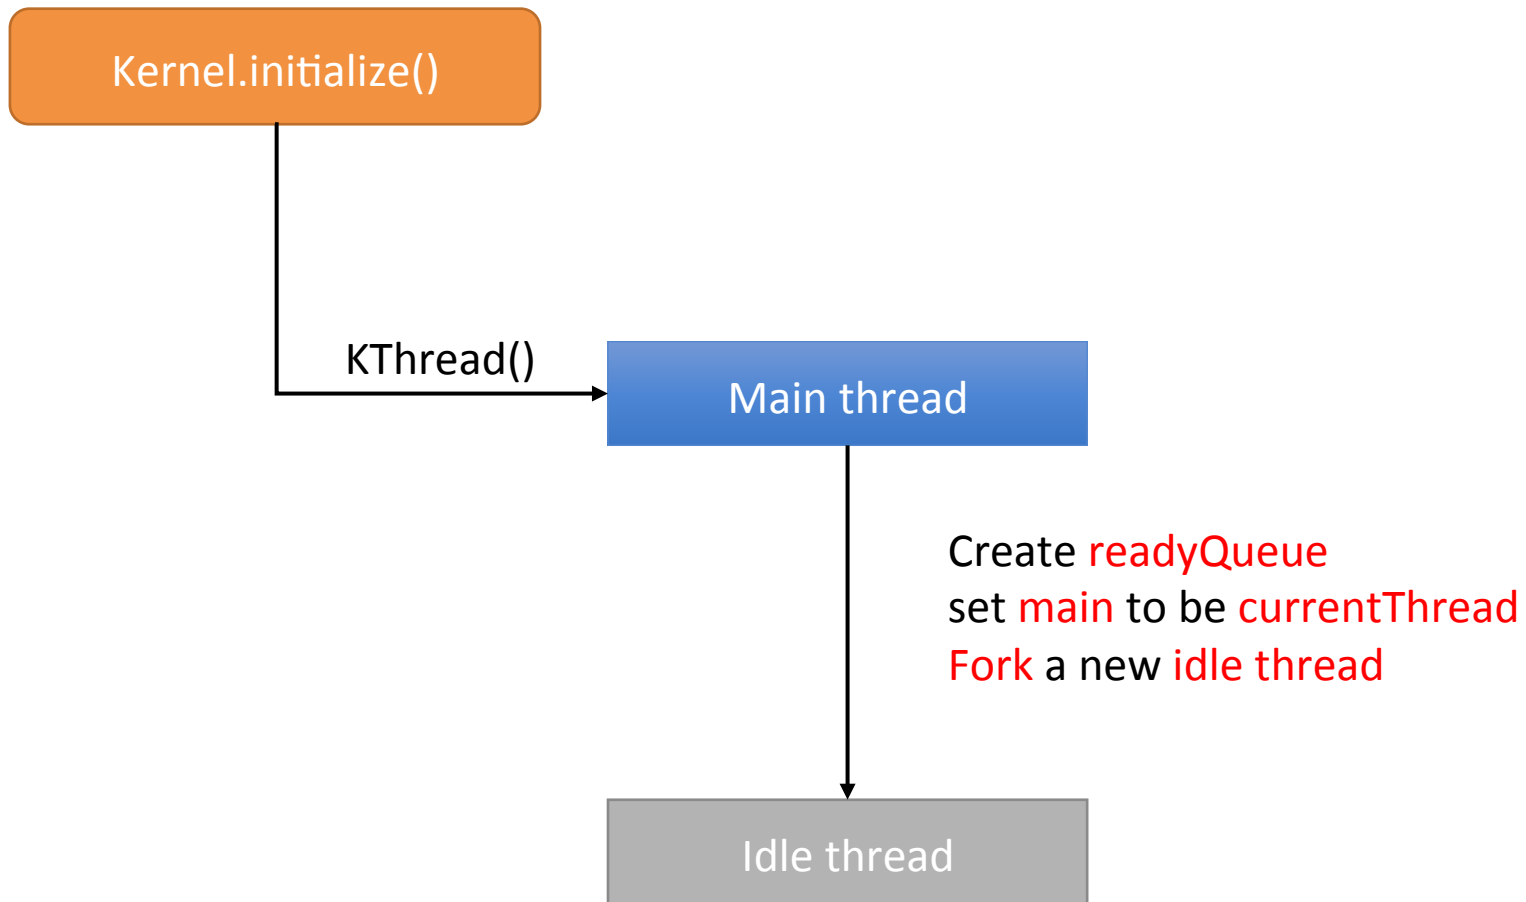 Kernel.initialize()
KThread()
Main thread
Create readyQueue
set main to be currentThread
Fork a new idle thread
Idle thread